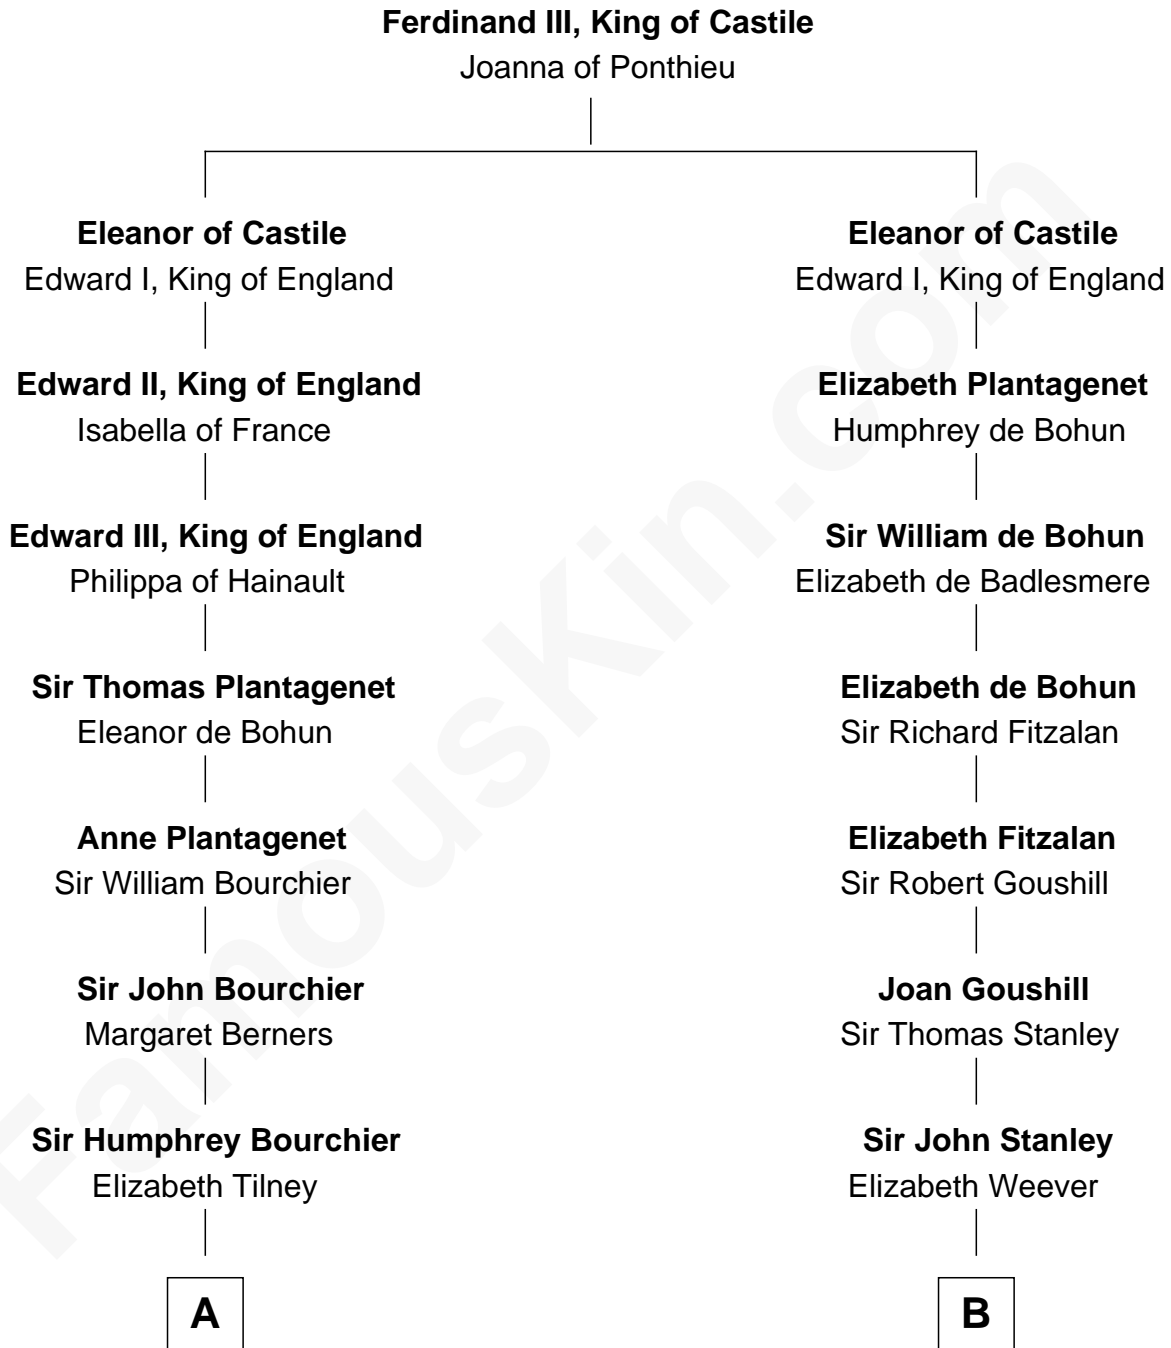 Ferdinand III, King of Castile
Joanna of Ponthieu
Eleanor of Castile
Edward I, King of England
Edward II, King of England
Isabella of France
Edward III, King of England
Philippa of Hainault
Sir Thomas Plantagenet
Eleanor de Bohun
Anne Plantagenet
Sir William Bourchier
Sir John Bourchier
Margaret Berners
Sir Humphrey Bourchier
Elizabeth Tilney
A
Eleanor of Castile
Edward I, King of England
Elizabeth Plantagenet
Humphrey de Bohun
Sir William de Bohun
Elizabeth de Badlesmere
Elizabeth de Bohun
Sir Richard Fitzalan
Elizabeth Fitzalan
Sir Robert Goushill
Joan Goushill
Sir Thomas Stanley
Sir John Stanley
Elizabeth Weever
B
FamousKin.com